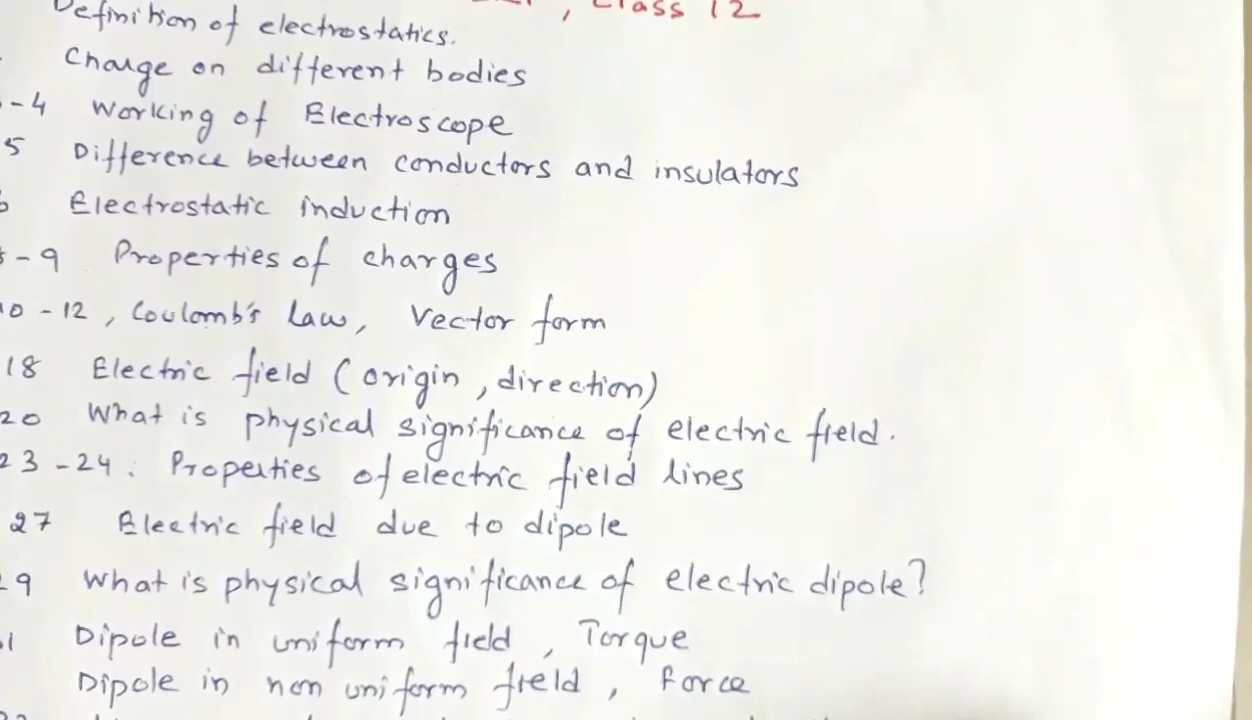 Definition of electrostatics.
Charge on different bodies
-4 Working of Electroscope
5 Difference between conductors and insulators
Electrostatic induction
-9 Properties of charges
10-12, Coulomb's Law, Vector form
18 Electric field (origin, direction)
20 What is physical significance of electric field.
23-24: Properties of electric field lines
27 Electric field due to dipole
9 What is physical significance of electric dipole?
1 Dipole in uniform field, Torque
Dipole in non uniform field, Force
, Class 12